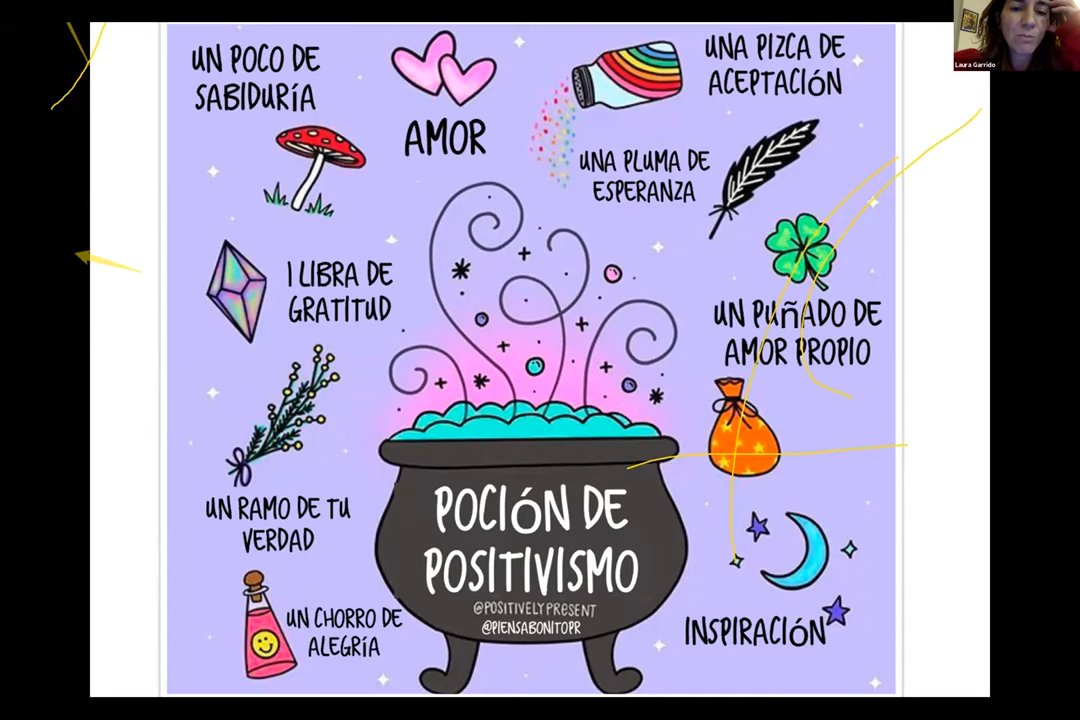 UN POCO DE
SABIDURÍA
AMOR
UNA PIZCA DE
ACEPTACIÓN
UNA PLUMA DE
ESPERANZA
1 LIBRA DE
GRATITUD
UN PUÑADO DE
AMOR PROPIO
UN RAMO DE TU
VERDAD
POCIÓN DE
POSITIVISMO
@POSITIVELYPRESENT
@PIENSABONITOPR
UN CHORRO DE
ALEGRÍA
INSPIRACIÓN
Laura Garrido